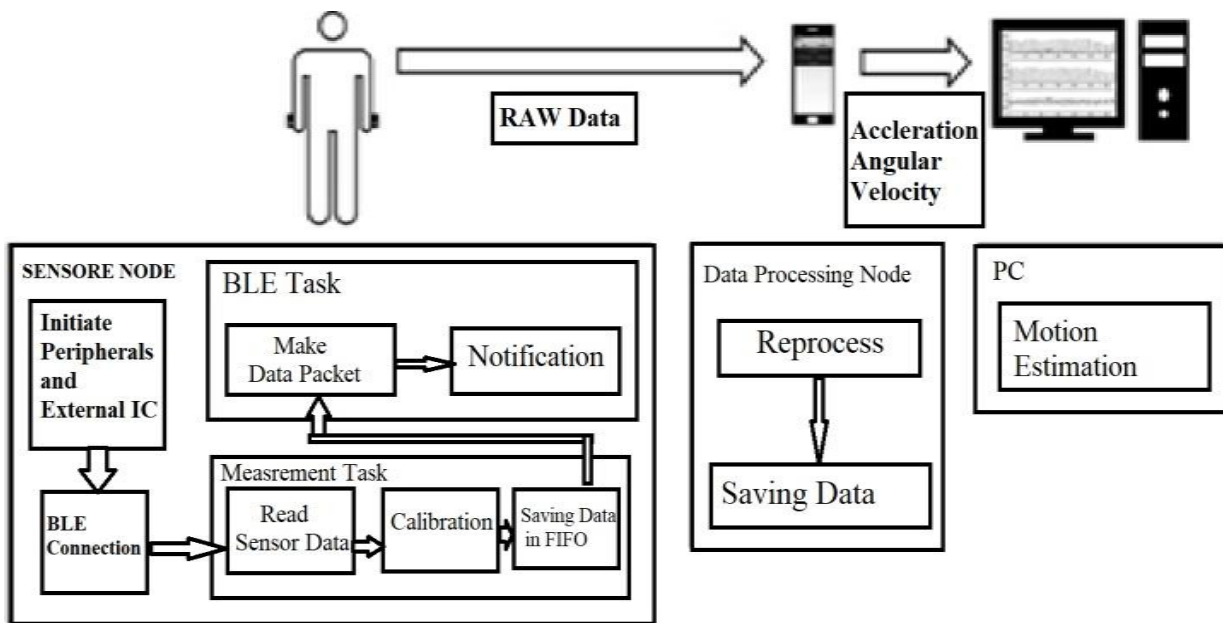 RAW Data
Accleration
Angular
Velocity
SENSORE NODE
Initiate
Peripherals
and
External IC
BLE
Connection
BLE Task
Make
Data Packet
Notification
Measrement Task
Read
Sensor Data
Calibration
Saving Data
in FIFO
Data Processing Node
Reprocess
Saving Data
PC
Motion
Estimation